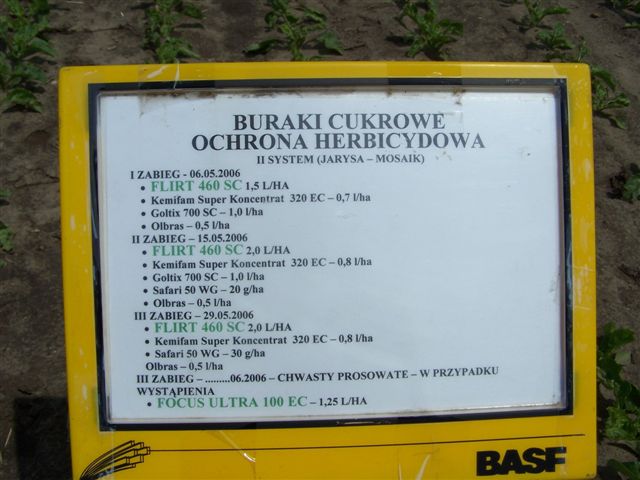 BURAKI CUKROWE
OCHRONA HERBICYDOWA
II SYSTEM (JARYSA – MOSAIK)
I ZABIEG - 06.05.2006
• FLIRT 460 SC 1,5 L/HA
• Kemifam Super Koncentrat 320 EC – 0,7 l/ha
• Goltix 700 SC – 1,0 l/ha
• Olbras – 0,5 l/ha
II ZABIEG – 15.05.2006
• FLIRT 460 SC 2,0 L/HA
• Kemifam Super Koncentrat 320 EC – 0,8 l/ha
• Goltix 700 SC – 1,0 l/ha
• Safari 50 WG – 20 g/ha
• Olbras – 0,5 l/ha
III ZABIEG – 29.05.2006
• FLIRT 460 SC 2,0 L/HA
• Kemifam Super Koncentrat 320 EC – 0,8 l/ha
• Safari 50 WG – 30 g/ha
Olbras – 0,5 l/ha
III ZABIEG – .........06.2006 – CHWASTY PROSOWATE – W PRZYPADKU
WYSTĄPIENIA
• FOCUS ULTRA 100 EC – 1,25 L/HA
BASF